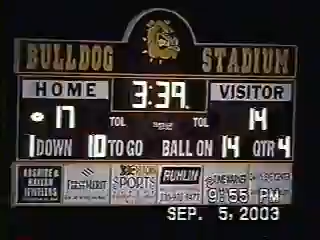 BULLDOG STADIUM
HOME 3:39 VISITOR
17 TOL TOL 14
1 DOWN 10 TO GO BALL ON 14 QTR 4
SPORTS RUHLIN
9:55 PM
SEP. 5, 2003